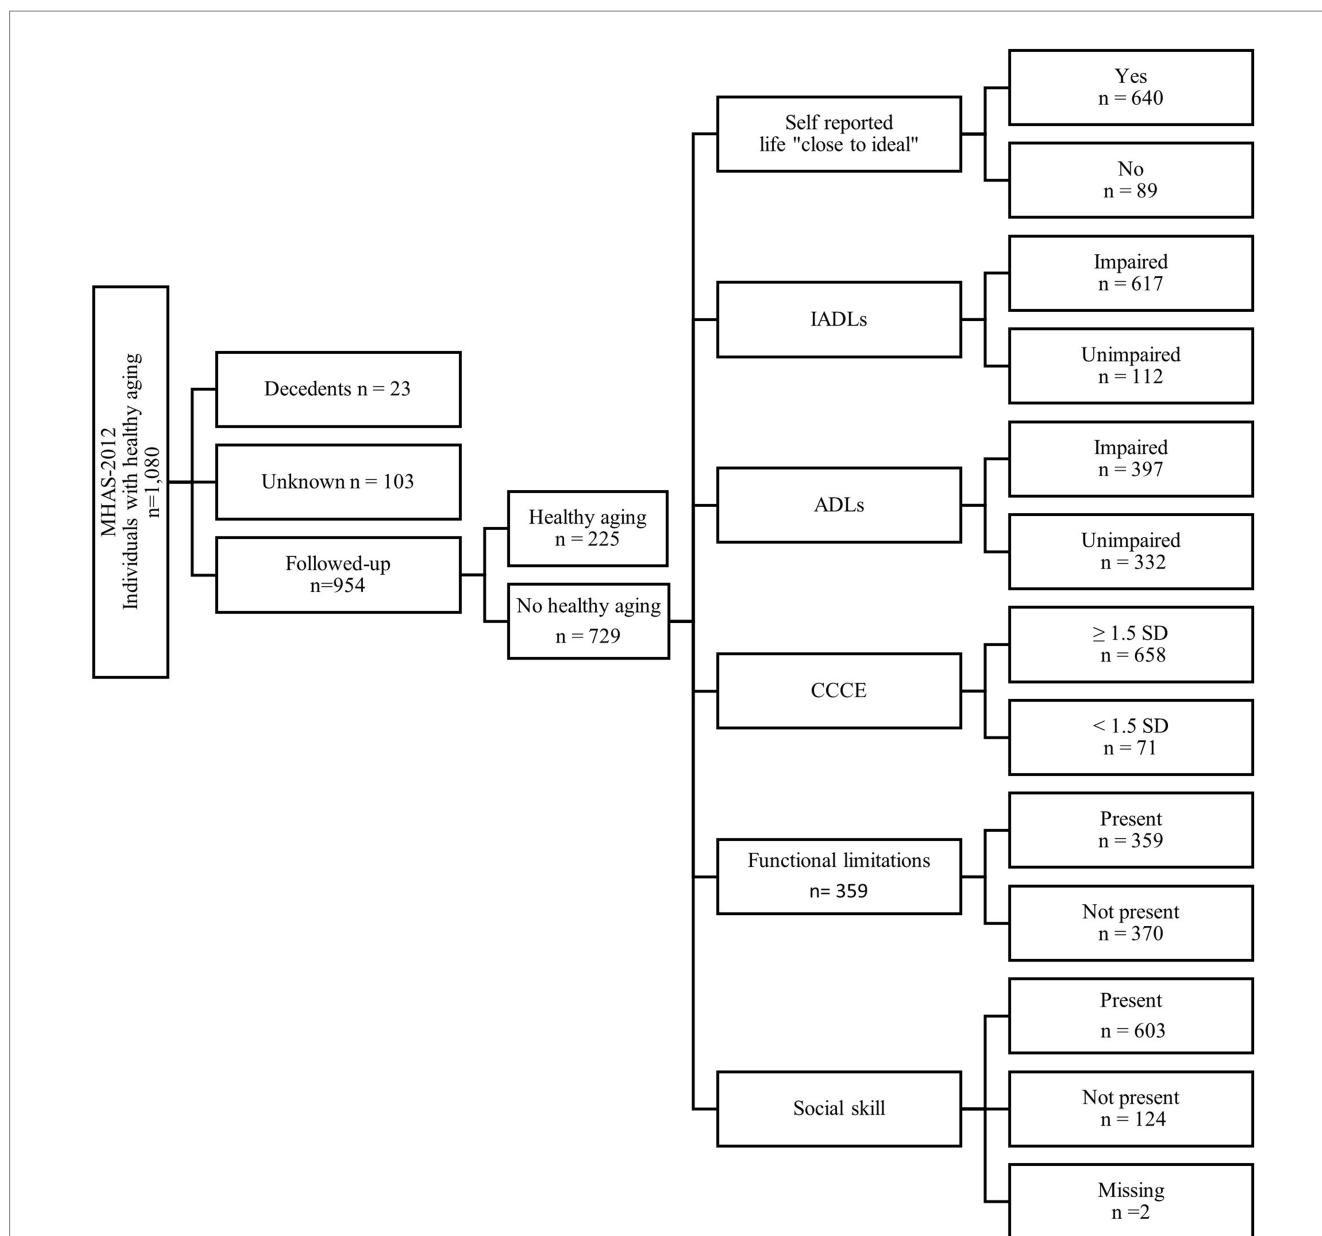 MHAS-2012
Individuals with healthy aging
n=1,080
Decedents n = 23
Unknown n = 103
Followed-up
n=954
Healthy aging
n = 225
No healthy aging
n = 729
Self reported
life "close to ideal"
Yes
n = 640
No
n = 89
IADLs
Impaired
n = 617
Unimpaired
n = 112
ADLs
Impaired
n = 397
Unimpaired
n = 332
CCCE
≥ 1.5 SD
n = 658
< 1.5 SD
n = 71
Functional limitations
n= 359
Present
n = 359
Not present
n = 370
Social skill
Present
n = 603
Not present
n = 124
Missing
n =2